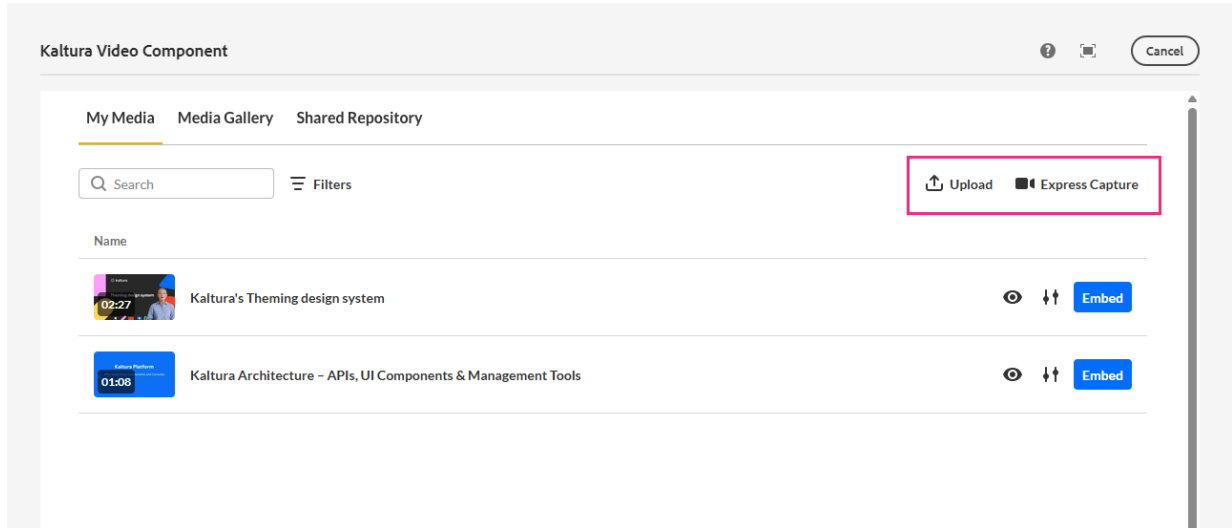 Kaltura Video Component
Cancel
My Media Media Gallery Shared Repository
Search Filters Upload Express Capture
Name
02:27 Kaltura's Theming design system Embed
Kaltura Platform
01:08 Kaltura Architecture – APIs, UI Components & Management Tools Embed